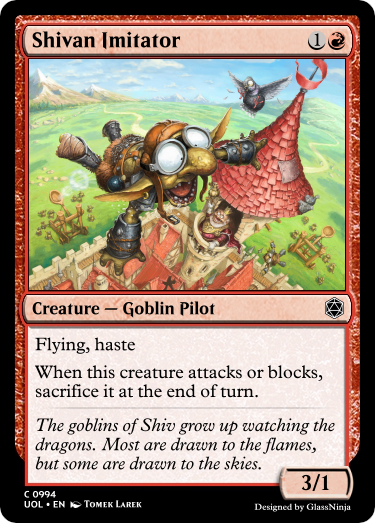 Shivan Imitator 1
Creature — Goblin Pilot
Flying, haste
When this creature attacks or blocks,
sacrifice it at the end of turn.
The goblins of Shiv grow up watching the
dragons. Most are drawn to the flames,
but some are drawn to the skies.
3/1
C 0994
UOL • EN Tomek Larek
Designed by GlassNinja